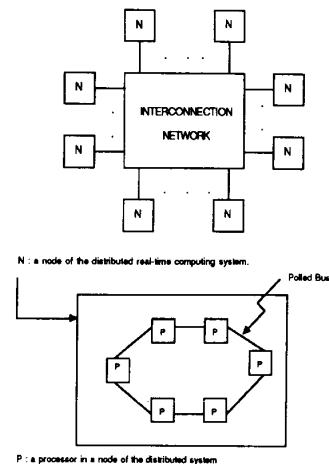 N N
N N
INTERCONNECTION
NETWORK
N N
N N
N : a node of the distributed real-time computing system.
Polled Bus
P P
P P
P P
P : a processor in a node of the distributed system